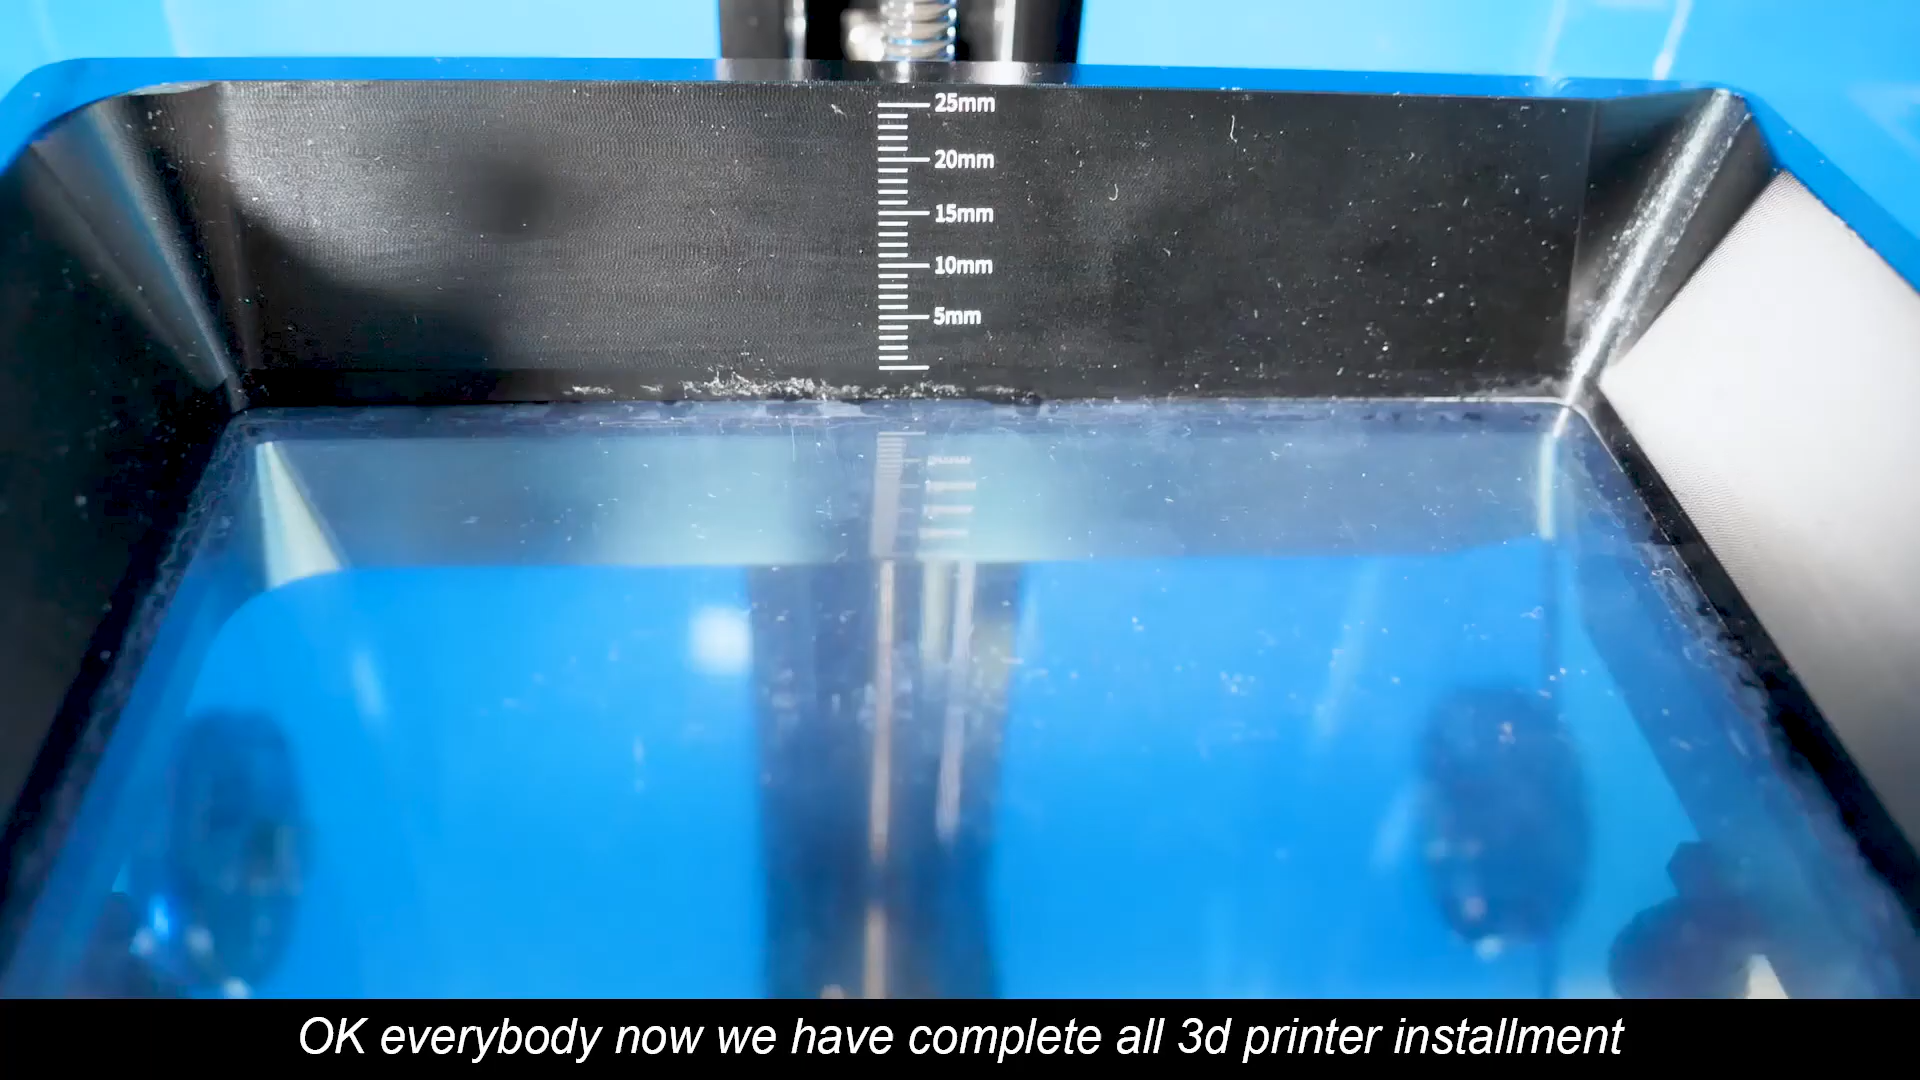 25mm
20mm
15mm
10mm
5mm
OK everybody now we have complete all 3d printer installment